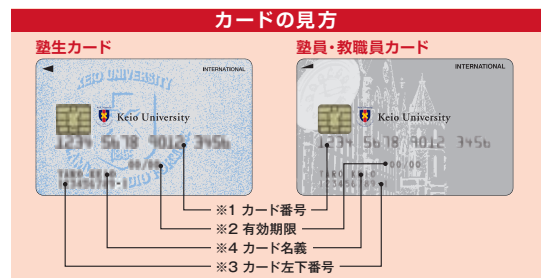 カードの見方
塾生カード
塾員・教職員カード
KEIO UNIVERSITY
INTERNATIONAL
Keio University
1234 5678 9012 3456
00/00
TARO KEIO
123456789-1
INTERNATIONAL
Keio University
1234 5678 9012 3456
00/00
TARO KEIO
※1 カード番号
※2 有効期限
※4 カード名義
※3 カード左下番号